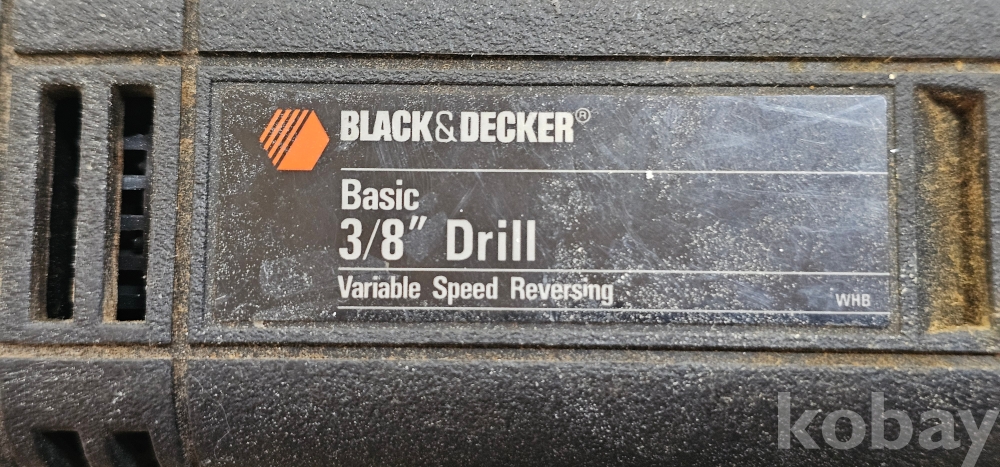 BLACK&DECKER®
Basic
3/8" Drill
Variable Speed Reversing
WHB
kobay